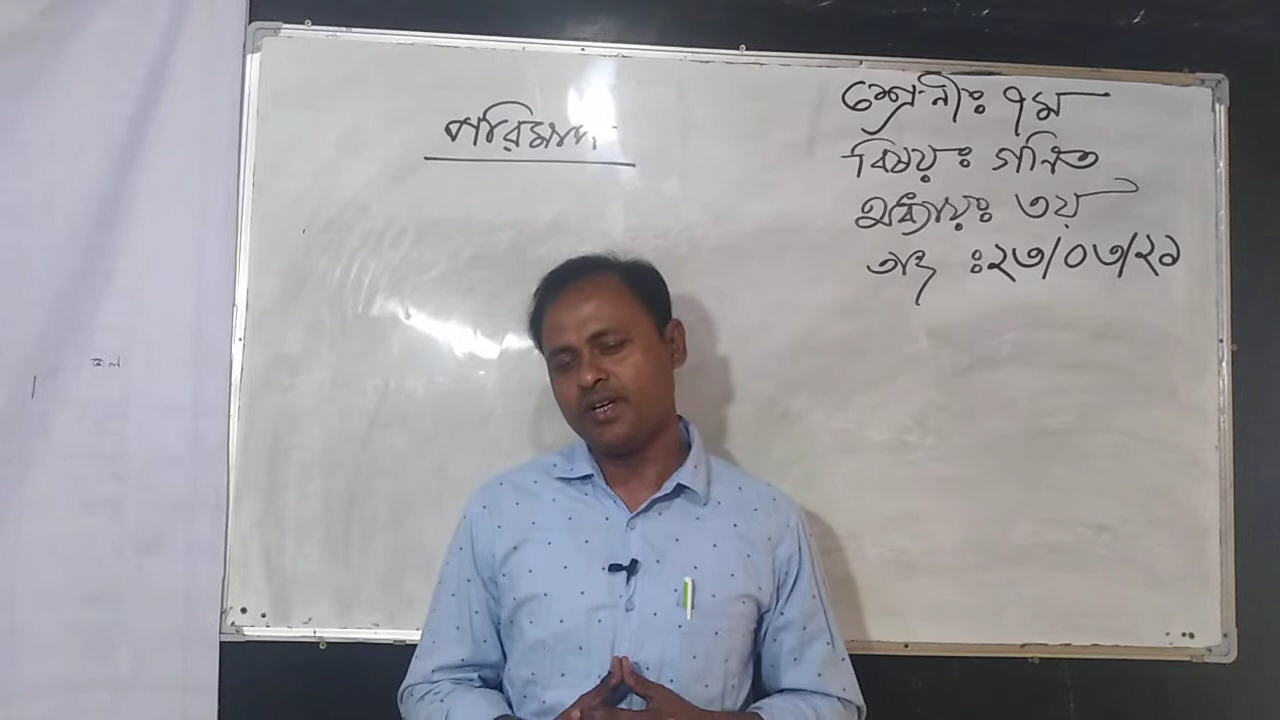 পরিমাপ
শ্রেণীঃ ৭ম
বিষয়ঃ গণিত
অধ্যায়ঃ ৩য়
তাং ঃ২৩/০৩/২১